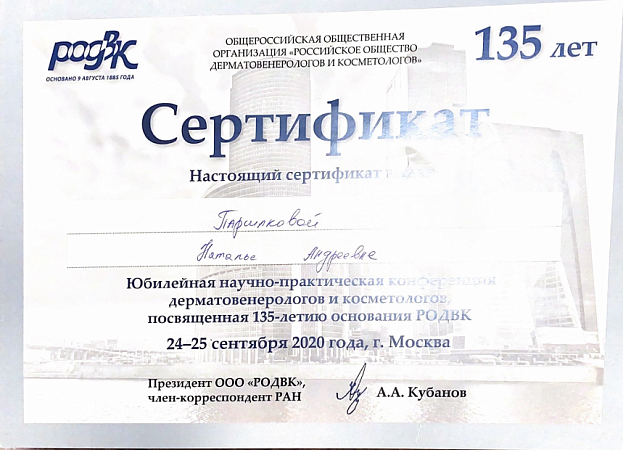 РОДВК
ОСНОВАНО 9 АВГУСТА 1885 ГОДА
ОБЩЕРОССИЙСКАЯ ОБЩЕСТВЕННАЯ
ОРГАНИЗАЦИЯ «РОССИЙСКОЕ ОБЩЕСТВО
ДЕРМАТОВЕНЕРОЛОГОВ И КОСМЕТОЛОГОВ»
135 лет
Сертификат
Настоящий сертификат
Наталье Андреевне
Юбилейная научно-практическая конференция
дерматовенерологов и косметологов,
посвященная 135-летию основания РОДВК
24–25 сентября 2020 года, г. Москва
Президент ООО «РОДВК»,
член-корреспондент РАН
А.А. Кубанов